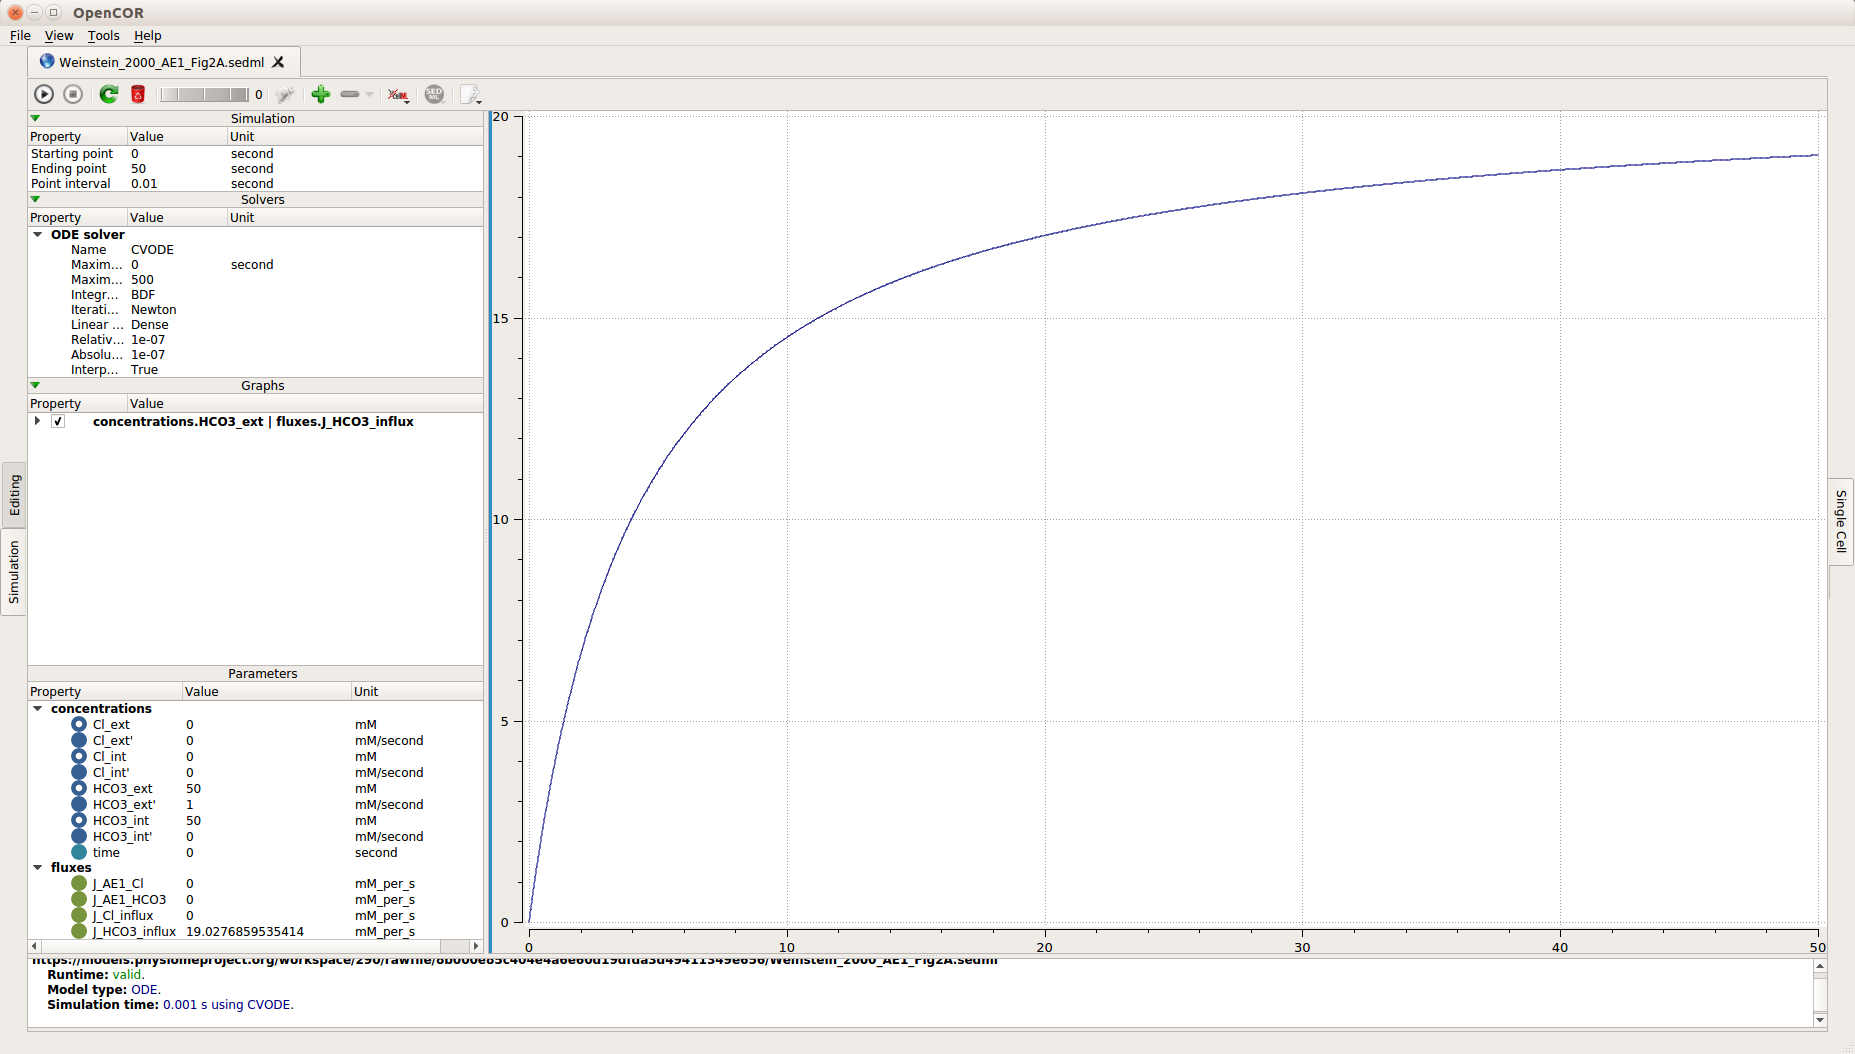 OpenCOR
File View Tools Help
Weinstein_2000_AE1_Fig2A.sedml
0
Simulation
Property Value Unit
Starting point 0 second
Ending point 50 second
Point interval 0.01 second
Solvers
Property Value Unit
ODE solver
Name CVODE
Maxim... 0 second
Maxim... 500
Integr... BDF
Iterati... Newton
Linear ... Dense
Relativ... 1e-07
Absolu... 1e-07
Interp... True
Graphs
Property Value
concentrations.HCO3_ext | fluxes.J_HCO3_influx
Editing
Simulation
Parameters
Property Value Unit
concentrations
Cl_ext 0 mM
Cl_ext' 0 mM/second
Cl_int 0 mM
Cl_int' 0 mM/second
HCO3_ext 50 mM
HCO3_ext' 1 mM/second
HCO3_int 50 mM
HCO3_int' 0 mM/second
time 0 second
fluxes
J_AE1_Cl 0 mM_per_s
J_AE1_HCO3 0 mM_per_s
J_Cl_influx 0 mM_per_s
J_HCO3_influx 19.0276859535414 mM_per_s
20
15
10
5
0
0 10 20 30 40 50
Single Cell
Runtime: valid.
Model type: ODE.
Simulation time: 0.001 s using CVODE.